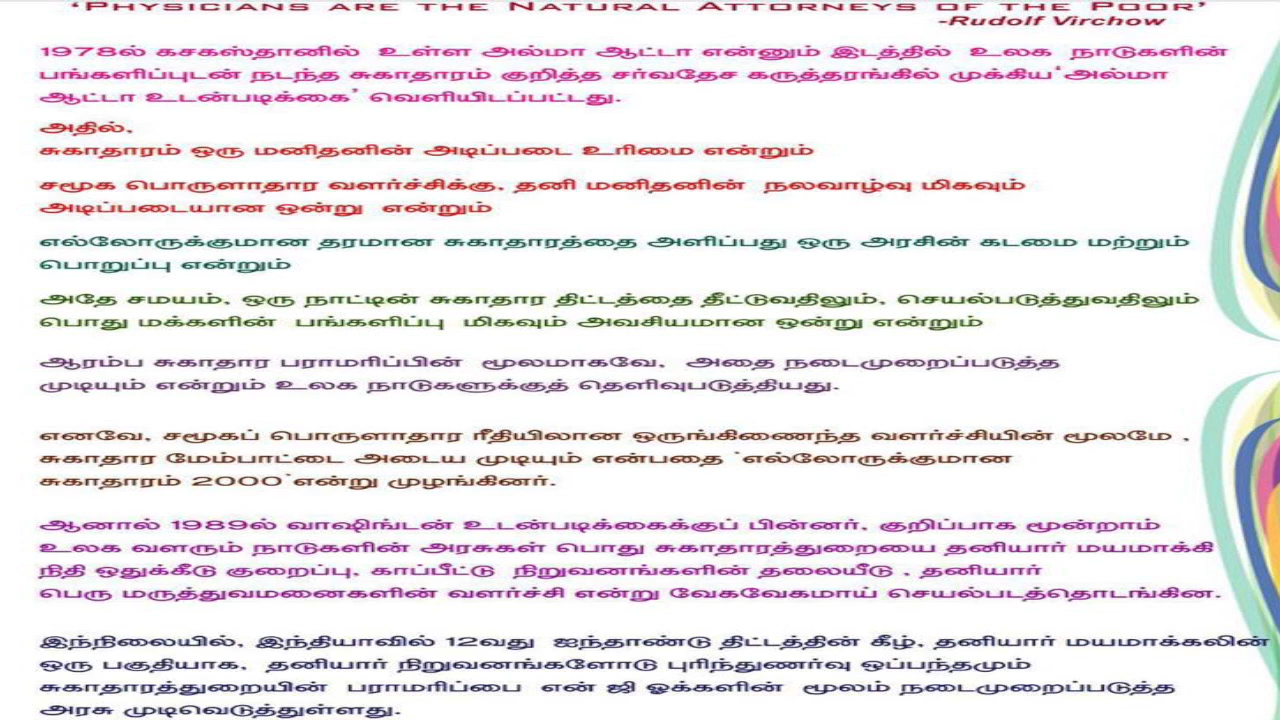 ‘Physicians are the Natural Attorneys of the Poor’
-Rudolf Virchow
1978ல் கசகஸ்தானில் உள்ள அல்மா ஆட்டா என்னும் இடத்தில் உலக நாடுகளின்
பங்களிப்புடன் நடந்த சுகாதாரம் குறித்த சர்வதேச கருத்தரங்கில் முக்கிய‘அல்மா
ஆட்டா உடன்படிக்கை’ வெளியிடப்பட்டது.
அதில்,
சுகாதாரம் ஒரு மனிதனின் அடிப்படை உரிமை என்றும்
சமூக பொருளாதார வளர்ச்சிக்கு, தனி மனிதனின் நலவாழ்வு மிகவும்
அடிப்படையான ஒன்று என்றும்
எல்லோருக்குமான தரமான சுகாதாரத்தை அளிப்பது ஒரு அரசின் கடமை மற்றும்
பொறுப்பு என்றும்
அதே சமயம், ஒரு நாட்டின் சுகாதார திட்டத்தை தீட்டுவதிலும், செயல்படுத்துவதிலும்
பொது மக்களின் பங்களிப்பு மிகவும் அவசியமான ஒன்று என்றும்
ஆரம்ப சுகாதார பராமரிப்பின் மூலமாகவே, அதை நடைமுறைப்படுத்த
முடியும் என்றும் உலக நாடுகளுக்குத் தெளிவுபடுத்தியது.
எனவே, சமூகப் பொருளாதார ரீதியிலான ஒருங்கிணைந்த வளர்ச்சியின் மூலமே ,
சுகாதார மேம்பாட்டை அடைய முடியும் என்பதை ‘எல்லோருக்குமான
சுகாதாரம் 2000‘என்று முழங்கினர்.
ஆனால் 1989ல் வாஷிங்டன் உடன்படிக்கைக்குப் பின்னர், குறிப்பாக மூன்றாம்
உலக வளரும் நாடுகளின் அரசுகள் பொது சுகாதாரத்துறையை தனியார் மயமாக்கி
நிதி ஒதுக்கீடு குறைப்பு, காப்பீட்டு நிறுவனங்களின் தலையீடு , தனியார்
பெரு மருத்துவமனைகளின் வளர்ச்சி என்று வேகவேகமாய் செயல்படத்தொடங்கின.
இந்நிலையில், இந்தியாவில் 12வது ஐந்தாண்டு திட்டத்தின் கீழ், தனியார் மயமாக்கலின்
ஒரு பகுதியாக, தனியார் நிறுவனங்களோடு புரிந்துணர்வு ஒப்பந்தமும்
சுகாதாரத்துறையின் பராமரிப்பை என் ஜி ஓக்களின் மூலம் நடைமுறைப்படுத்த
அரசு முடிவெடுத்துள்ளது.